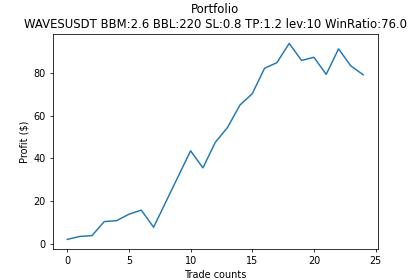 Portfolio
WAVESUSDT BBM:2.6 BBL:220 SL:0.8 TP:1.2 lev:10 WinRatio:76.0
80
60
40
20
0
Profit ($)
0 5 10 15 20 25
Trade counts